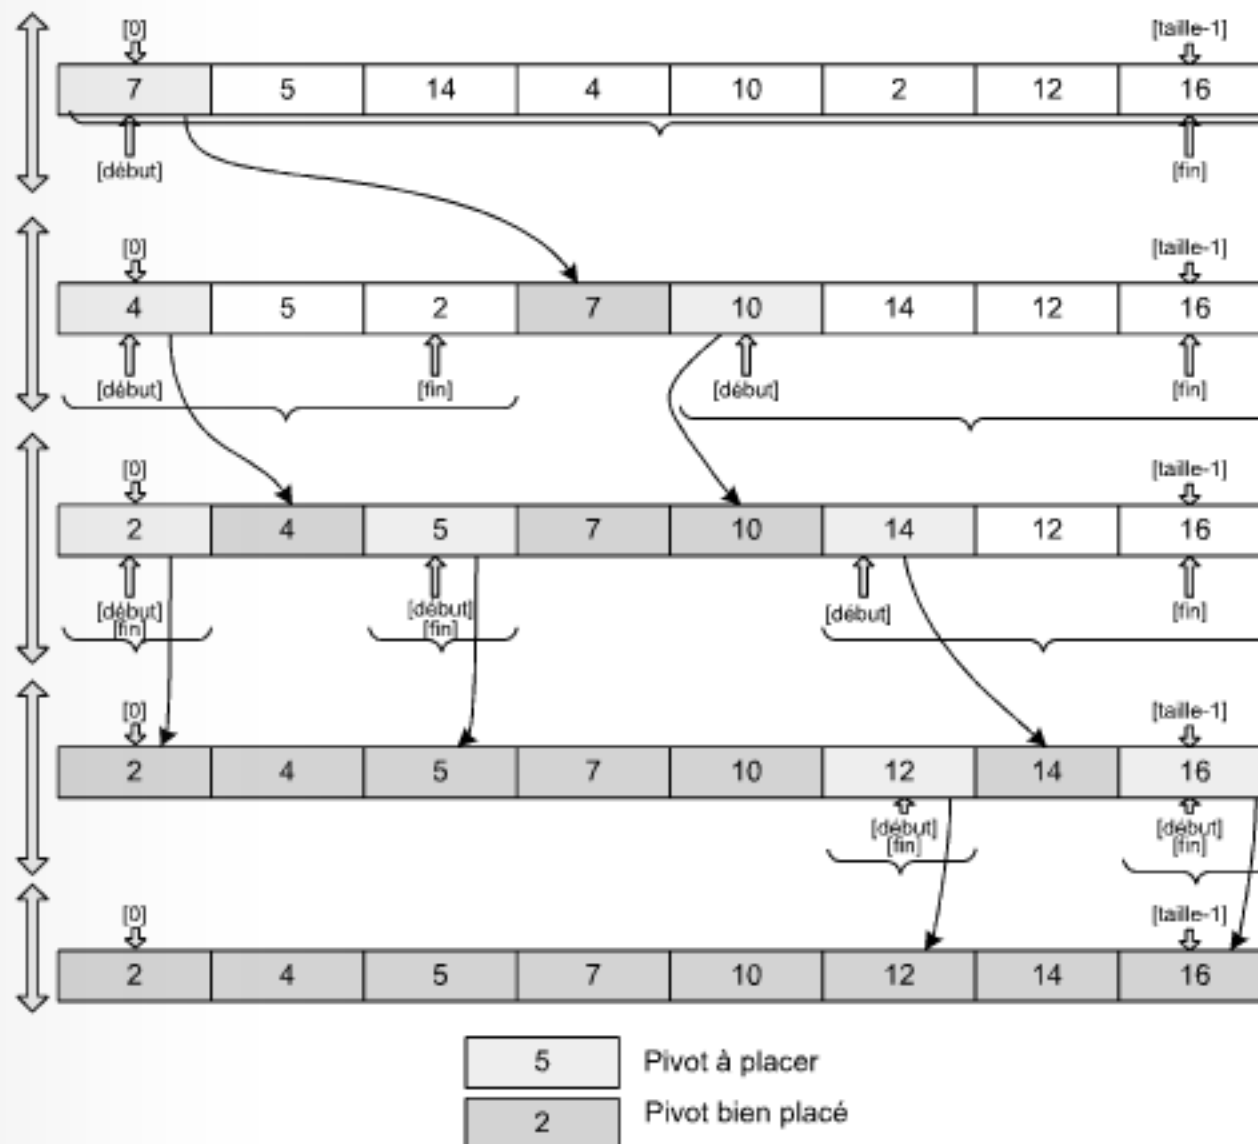 [0] [taille-1]
7 5 14 4 10 2 12 16
[début] [fin]
[0] [taille-1]
4 5 2 7 10 14 12 16
[début] [fin] [début] [fin]
[0] [taille-1]
2 4 5 7 10 14 12 16
[début] [début] [début] [fin]
[fin] [fin]
[0] [taille-1]
2 4 5 7 10 12 14 16
[début] [début]
[fin] [fin]
[0] [taille-1]
2 4 5 7 10 12 14 16
5 Pivot à placer
2 Pivot bien placé